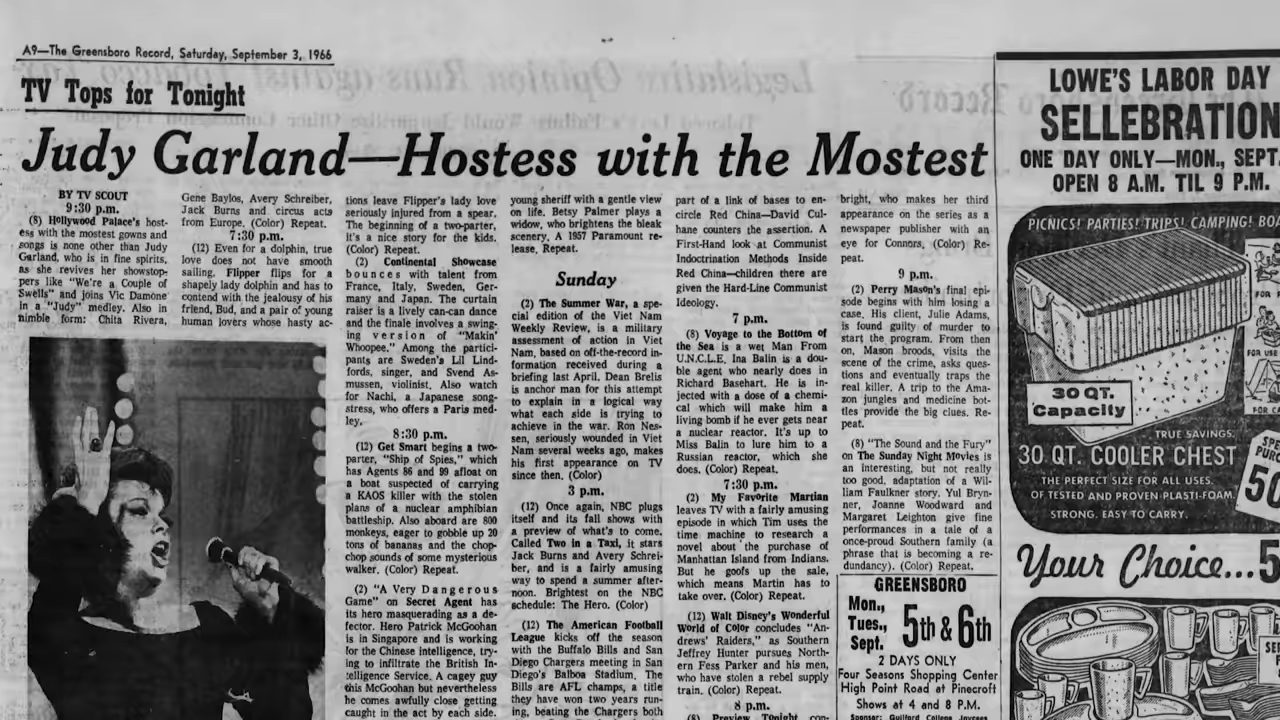 A9—The Greensboro Record, Saturday, September 3, 1966
TV Tops for Tonight
Judy Garland—Hostess with the Mostest
BY TV SCOUT
9:30 p.m.
(8) Hollywood Palace's host-
ess with the mostest gowns and
songs is none other than Judy
Garland, who is in fine spirits,
as she revives her showstop-
pers like "We're a Couple of
Swells" and joins Vic Damone
in a "Judy" medley. Also in
nimble form: Chita Rivera,
Gene Baylos, Avery Schreiber,
Jack Burns and circus acts
from Europe. (Color) Repeat.
7:30 p.m.
(12) Even for a dolphin, true
love does not have smooth
sailing. Flipper flips for a
shapely lady dolphin and has to
contend with the jealousy of his
friend, Bud, and a pair of young
human lovers whose hasty ac-
tions leave Flipper's lady love
seriously injured from a spear.
The beginning of a two-parter,
it's a nice story for the kids.
(Color) Repeat.
(2) Continental Showcase
bounces with talent from
France, Italy, Sweden, Ger-
many and Japan. The curtain
raiser is a lively can-can dance
and the finale involves a swing-
ing version of "Makin'
Whoopee." Among the partici-
pants are Sweden's Lil Lind-
fords, singer, and Svend As-
mussen, violinist. Also watch
for Nachi, a Japanese song-
stress, who offers a Paris med-
ley.
8:30 p.m.
(12) Get Smart begins a two-
parter, "Ship of Spies," which
has Agents 86 and 99 afloat on
a boat suspected of carrying
a KAOS killer with the stolen
plans of a nuclear amphibian
battleship. Also aboard are 800
monkeys, eager to gobble up 20
tons of bananas and the chop-
chop sounds of some mysterious
walker. (Color) Repeat.
(2) "A Very Dangerous
Game" on Secret Agent has
its hero masquerading as a de-
fector. Hero Patrick McGoohan
is in Singapore and is working
for the Chinese intelligence, try-
ing to infiltrate the British In-
telligence Service. A cagey guy
this McGoohan but nevertheless
he comes awfully close getting
caught in the act by each side.
young sheriff with a gentle view
on life. Betsy Palmer plays a
widow, who brightens the bleak
scenery. A 1957 Paramount re-
lease. Repeat.
Sunday
(2) The Summer War, a spe-
cial edition of the Viet Nam
Weekly Review, is a military
assessment of action in Viet
Nam, based on off-the-record in-
formation received during a
briefing last April. Dean Brelis
is anchor man for this attempt
to explain in a logical way
what each side is trying to
achieve in the war. Ron Nes-
sen, seriously wounded in Viet
Nam several weeks ago, makes
his first appearance on TV
since then. (Color)
3 p.m.
(12) Once again, NBC plugs
itself and its fall shows with
a preview of what's to come.
Called Two in a Taxi, it stars
Jack Burns and Avery Schrei-
ber, and is a fairly amusing
way to spend a summer after-
noon. Brightest on the NBC
schedule: The Hero. (Color)
(12) The American Football
League kicks off the season
with the Buffalo Bills and San
Diego Chargers meeting in San
Diego's Balboa Stadium. The
Bills are AFL champs, a title
they have won two years run-
ing, beating the Chargers both
part of a link of bases to en-
circle Red China—David Cul-
hane counters the assertion. A
First-Hand look at Communist
Indoctrination Methods Inside
Red China—children there are
given the Hard-Line Communist
Ideology.
7 p.m.
(8) Voyage to the Bottom of
the Sea is a wet Man From
U.N.C.L.E. Ina Balin is a dou-
ble agent who nearly does in
Richard Basehart. He is in-
jected with a dose of a chemi-
cal which will make him a
living bomb if he ever gets near
a nuclear reactor. It's up to
Miss Balin to lure him to a
Russian reactor, which she
does. (Color) Repeat.
7:30 p.m.
(2) My Favorite Martian
leaves TV with a fairly amusing
episode in which Tim uses the
time machine to research a
novel about the purchase of
Manhattan Island from Indians.
But he goofs up the sale,
which means Martin has to
take over. (Color) Repeat.
(12) Walt Disney's Wonderful
World of Color concludes "An-
drews' Raiders," as Southern
Jeffrey Hunter pursues North-
ern Fess Parker and his men,
who have stolen a rebel supply
train. (Color) Repeat.
8 p.m.
(8) Preview Tonight con-
bright, who makes her third
appearance on the series as a
newspaper publisher with an
eye for Connors. (Color) Re-
peat.
9 p.m.
(2) Perry Mason's final epi-
sode begins with him losing a
case. His client, Julie Adams,
is found guilty of murder to
start the program. From then
on, Mason broods, visits the
scene of the crime, asks ques-
tions and eventually traps the
real killer. A trip to the Ama-
zon jungles and medicine bot-
tles provide the big clues. Re-
peat.
(8) "The Sound and the Fury"
on The Sunday Night Movies is
an interesting, but not really
too good, adaptation of a Wil-
liam Faulkner story. Yul Bryn-
ner, Joanne Woodward and
Margaret Leighton give fine
performances in a tale of a
once-proud Southern family (a
phrase that is becoming a re-
dundancy). (Color) Repeat.
GREENSBORO
Mon.,
Tues.,
Sept.
5th & 6th
2 DAYS ONLY
Four Seasons Shopping Center
High Point Road at Pinecroft
Shows at 4 and 8 P.M.
Sponsor: Guilford College Jaycees
LOWE'S LABOR DAY
SELLEBRATION
ONE DAY ONLY—MON., SEPT.
OPEN 8 A.M. TIL 9 P.M.
PICNICS! PARTIES! TRIPS! CAMPING! BO
FOR
FOR USE
FOR C
30 QT.
Capacity
TRUE SAVINGS.
30 QT. COOLER CHEST
THE PERFECT SIZE FOR ALL USES.
OF TESTED AND PROVEN PLASTI-FOAM.
STRONG, EASY TO CARRY.
SPE
PURC
50
Your Choice...5
SE